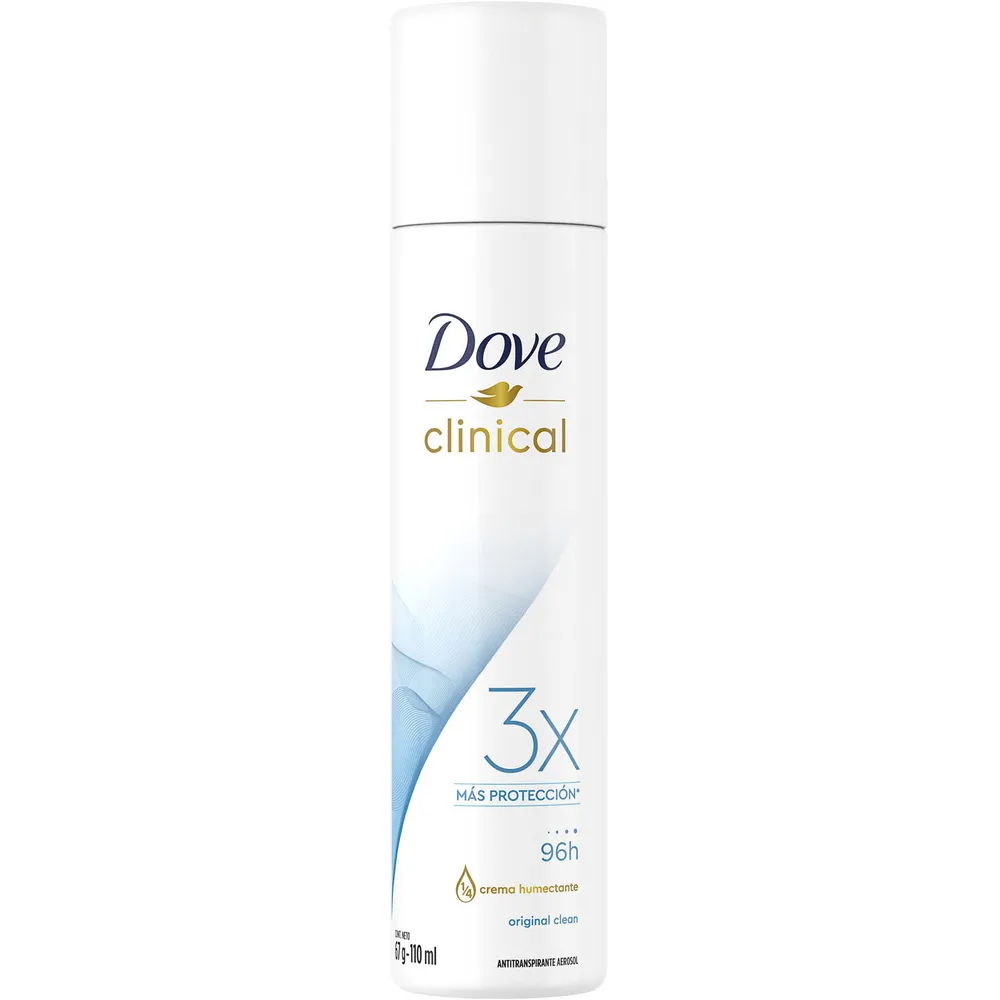 Dove
clinical
3x
MÁS PROTECCIÓN*
96h
1/4 crema humectante
original clean
CONT. NETO
67 g-110 ml
ANTITRANSPIRANTE AEROSOL